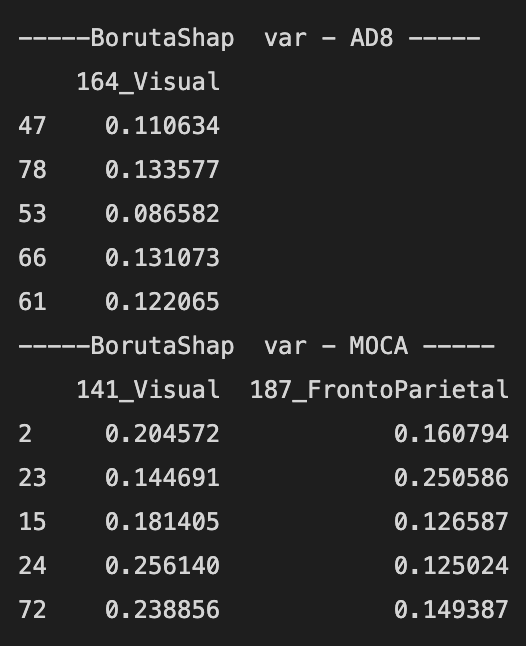 -----BorutaShap  var - AD8 -----
    164_Visual
47    0.110634
78    0.133577
53    0.086582
66    0.131073
61    0.122065
-----BorutaShap  var - MOCA -----
    141_Visual  187_FrontoParietal
2     0.204572            0.160794
23    0.144691            0.250586
15    0.181405            0.126587
24    0.256140            0.125024
72    0.238856            0.149387